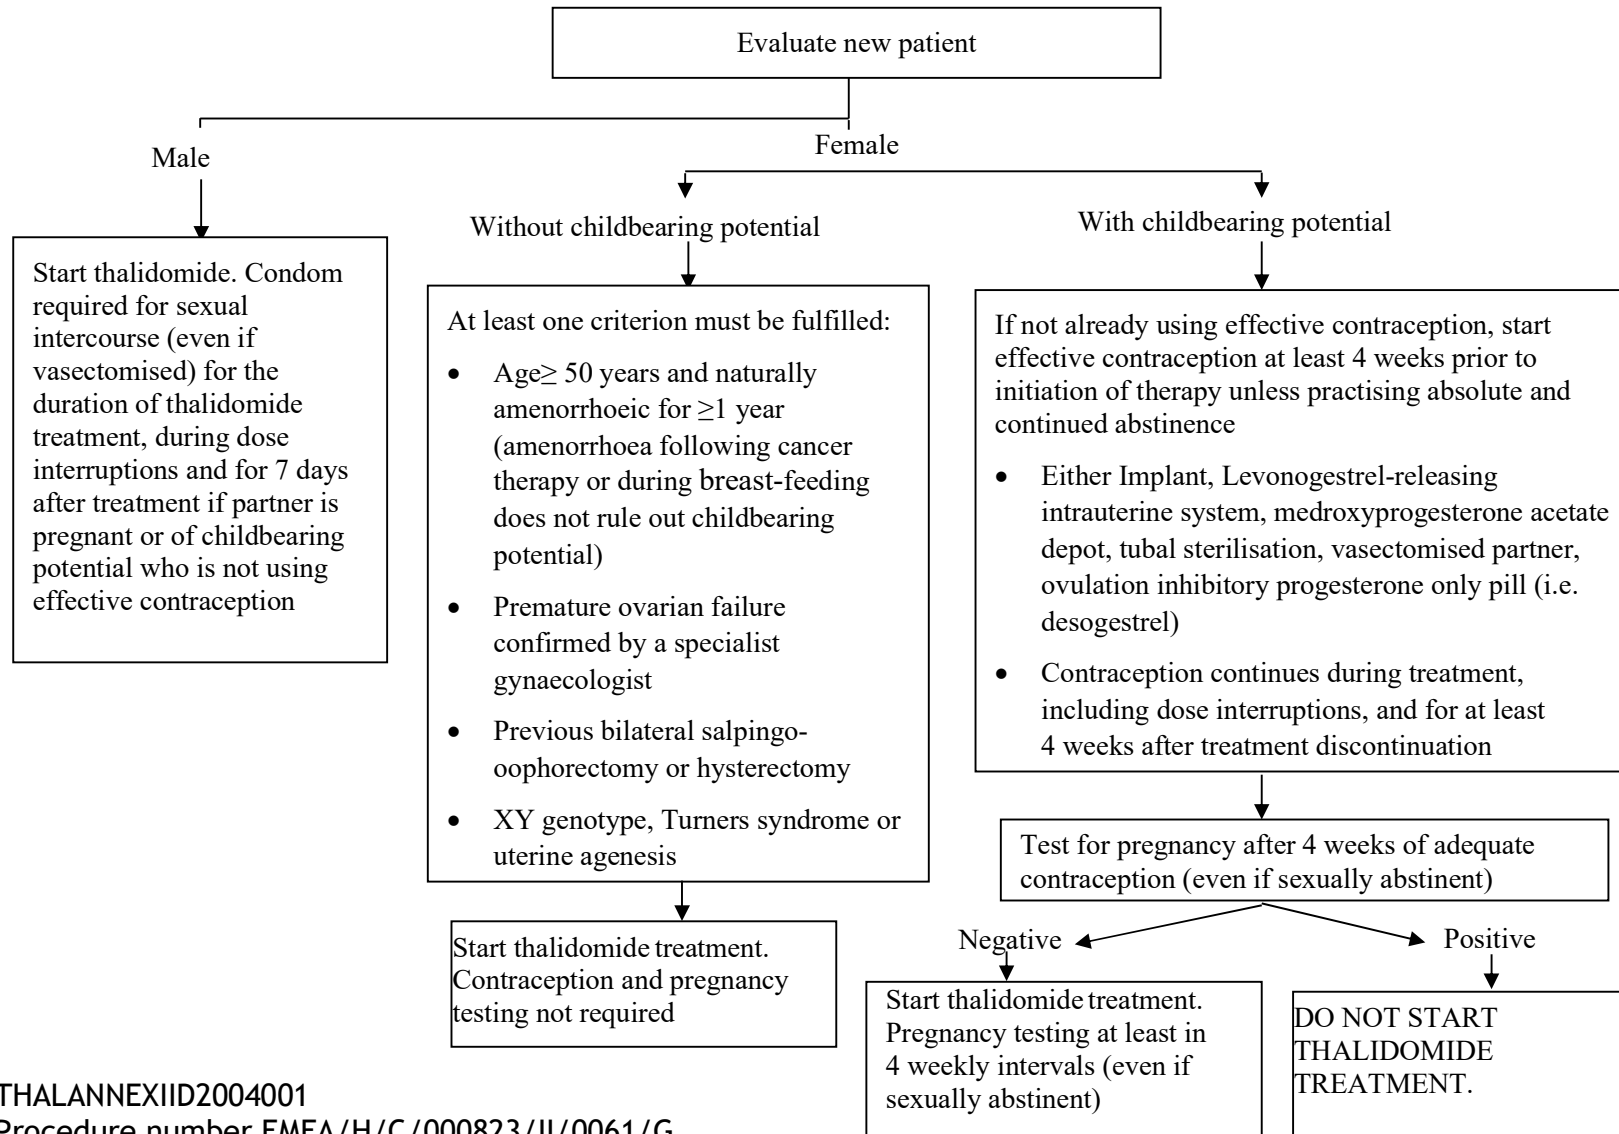 Evaluate new patient
Male
Female
Without childbearing potential
With childbearing potential
Start thalidomide. Condom
required for sexual
intercourse (even if
vasectomised) for the
duration of thalidomide
treatment, during dose
interruptions and for 7 days
after treatment if partner is
pregnant or of childbearing
potential who is not using
effective contraception
At least one criterion must be fulfilled:
• Age≥ 50 years and naturally
amenorrhoeic for ≥1 year
(amenorrhoea following cancer
therapy or during breast-feeding
does not rule out childbearing
potential)
• Premature ovarian failure
confirmed by a specialist
gynaecologist
• Previous bilateral salpingo-
oophorectomy or hysterectomy
• XY genotype, Turners syndrome or
uterine agenesis
Start thalidomide treatment.
Contraception and pregnancy
testing not required
If not already using effective contraception, start
effective contraception at least 4 weeks prior to
initiation of therapy unless practising absolute and
continued abstinence
• Either Implant, Levonogestrel-releasing
intrauterine system, medroxyprogesterone acetate
depot, tubal sterilisation, vasectomised partner,
ovulation inhibitory progesterone only pill (i.e.
desogestrel)
• Contraception continues during treatment,
including dose interruptions, and for at least
4 weeks after treatment discontinuation
Test for pregnancy after 4 weeks of adequate
contraception (even if sexually abstinent)
Negative
Positive
Start thalidomide treatment.
Pregnancy testing at least in
4 weekly intervals (even if
sexually abstinent)
DO NOT START
THALIDOMIDE
TREATMENT.
THALANNEXIID2004001
Procedure number EMEA/H/C/000823/II/0061/G